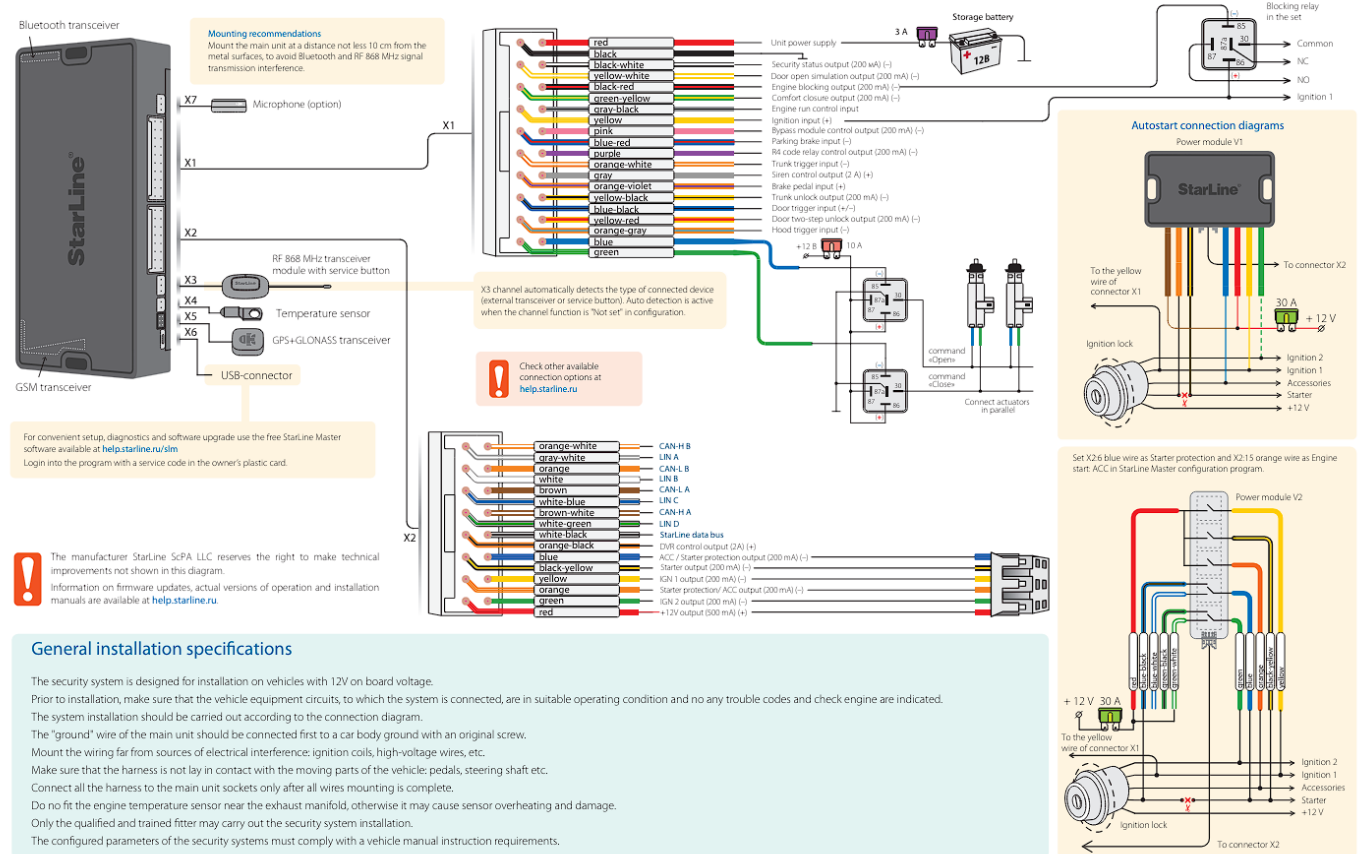 Bluetooth transceiver
StarLine®
GSM transceiver
Mounting recommendations
Mount the main unit at a distance not less 10 cm from the
metal surfaces, to avoid Bluetooth and RF 868 MHz signal
transmission interference.
X7
Microphone (option)
X1
X1
X2
X3
RF 868 MHz transceiver
module with service button
StarLine
X4
Temperature sensor
X5
GPS+GLONASS transceiver
X6
USB-connector
For convenient setup, diagnostics and software upgrade use the free StarLine Master
software available at help.starline.ru/slm
Login into the program with a service code in the owner's plastic card.
The manufacturer StarLine ScPA LLC reserves the right to make technical
improvements not shown in this diagram.
Information on firmware updates, actual versions of operation and installation
manuals are available at help.starline.ru.
red
Unit power supply
3 A
Storage battery
12B
black
black-white
Security status output (200 мА) (–)
yellow-white
Door open simulation output (200 mA) (–)
black-red
Engine blocking output (200 mA) (–)
green-yellow
Comfort closure output (200 mA) (–)
gray-black
Engine run control input
yellow
Ignition input (+)
pink
Bypass module control output (200 mA) (–)
blue-red
Parking brake input (–)
purple
R4 code relay control output (200 mA) (–)
orange-white
Trunk trigger input (–)
gray
Siren control output (2 A) (+)
orange-violet
Brake pedal input (+)
yellow-black
Trunk unlock output (200 mA) (–)
blue-black
Door trigger input (+/–)
yellow-red
Door two-step unlock output (200 mA) (–)
orange-gray
Hood trigger input (–)
blue
green
+12 В
10 A
(–)
85
87a
30
87
86
(+)
(–)
85
87a
30
87
86
(+)
command
«Open»
command
«Close»
Connect actuators
in parallel
X3 channel automatically detects the type of connected device
(external transceiver or service button). Auto detection is active
when the channel function is "Not set" in configuration.
Check other available
connection options at
help.starline.ru
Blocking relay
in the set
(–)
85
87a
30
87
86
(+)
Common
NC
NO
Ignition 1
X2
orange-white
CAN-H B
gray-white
LIN A
orange
CAN-L B
white
LIN B
brown
CAN-L A
white-blue
LIN C
brown-white
CAN-H A
white-green
LIN D
white-black
StarLine data bus
orange-black
DVR control output (2A) (+)
blue
ACC / Starter protection output (200 mA) (–)
black-yellow
Starter output (200 mA) (–)
yellow
IGN 1 output (200 mA) (–)
orange
Starter protection/ ACC output (200 mA) (–)
green
IGN 2 output (200 mA) (–)
red
+12V output (500 mA) (+)
Autostart connection diagrams
Power module V1
StarLine®
To connector X2
To the yellow
wire of
connector X1
30 A
+ 12 V
Ignition lock
Ignition 2
Ignition 1
Accessories
Starter
+12 V
Set X2:6 blue wire as Starter protection and X2:15 orange wire as Engine
start: ACC in StarLine Master configuration program.
Power module V2
red
blue-black
blue-white
green-black
green-white
green
blue
orange
black-yellow
yellow
+ 12 V
30 A
To the yellow
wire of connector X1
Ignition lock
Ignition 2
Ignition 1
Accessories
Starter
+12 V
To connector X2
General installation specifications
The security system is designed for installation on vehicles with 12V on board voltage.
Prior to installation, make sure that the vehicle equipment circuits, to which the system is connected, are in suitable operating condition and no any trouble codes and check engine are indicated.
The system installation should be carried out according to the connection diagram.
The "ground" wire of the main unit should be connected first to a car body ground with an original screw.
Mount the wiring far from sources of electrical interference: ignition coils, high-voltage wires, etc.
Make sure that the harness is not lay in contact with the moving parts of the vehicle: pedals, steering shaft etc.
Connect all the harness to the main unit sockets only after all wires mounting is complete.
Do no fit the engine temperature sensor near the exhaust manifold, otherwise it may cause sensor overheating and damage.
Only the qualified and trained fitter may carry out the security system installation.
The configured parameters of the security systems must comply with a vehicle manual instruction requirements.